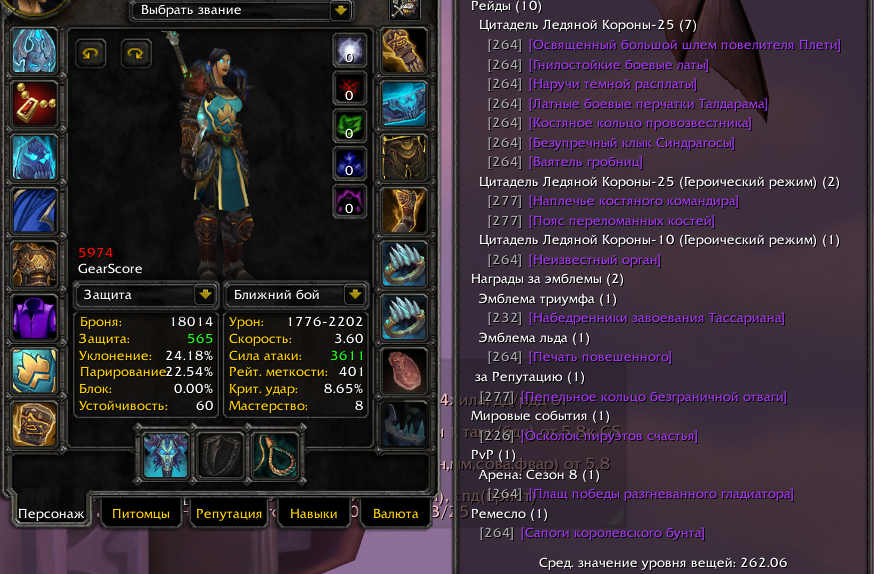 Выбрать звание
0
0
0
0
0
5974
GearScore
Защита
Ближний бой
Броня: 18014
Защита: 565
Уклонение: 24.18%
Парирование 22.54%
Блок: 0.00%
Устойчивость: 60
Урон: 1776-2202
Скорость: 3.60
Сила атаки: 3611
Рейт. меткости: 401
Крит. удар: 8.65%
Мастерство: 8
Персонаж
Питомцы
Репутация
Навыки
Валюта
Рейды (10)
Цитадель Ледяной Короны-25 (7)
[264] [Освященный большой шлем повелителя Плети]
[264] [Гнилостойкие боевые латы]
[264] [Наручи темной расплаты]
[264] [Латные боевые перчатки Талдарама]
[264] [Костяное кольцо провозвестника]
[264] [Безупречный клык Синдрагосы]
[264] [Ваятель гробниц]
Цитадель Ледяной Короны-25 (Героический режим) (2)
[277] [Наплечье костяного командира]
[277] [Пояс переломанных костей]
Цитадель Ледяной Короны-10 (Героический режим) (1)
[264] [Неизвестный орган]
Награды за эмблемы (2)
Эмблема триумфа (1)
[232] [Набедренники завоевания Тассариана]
Эмблема льда (1)
[264] [Печать повешенного]
за Репутацию (1)
[277] [Пепельное кольцо безграничной отваги]
Мировые события (1)
[226] [Осколок пируэтов счастья]
PvP (1)
Арена: Сезон 8 (1)
[264] [Плащ победы разгневанного гладиатора]
Ремесло (1)
[264] [Сапоги королевского бунта]
Сред. значение уровня вещей: 262.06